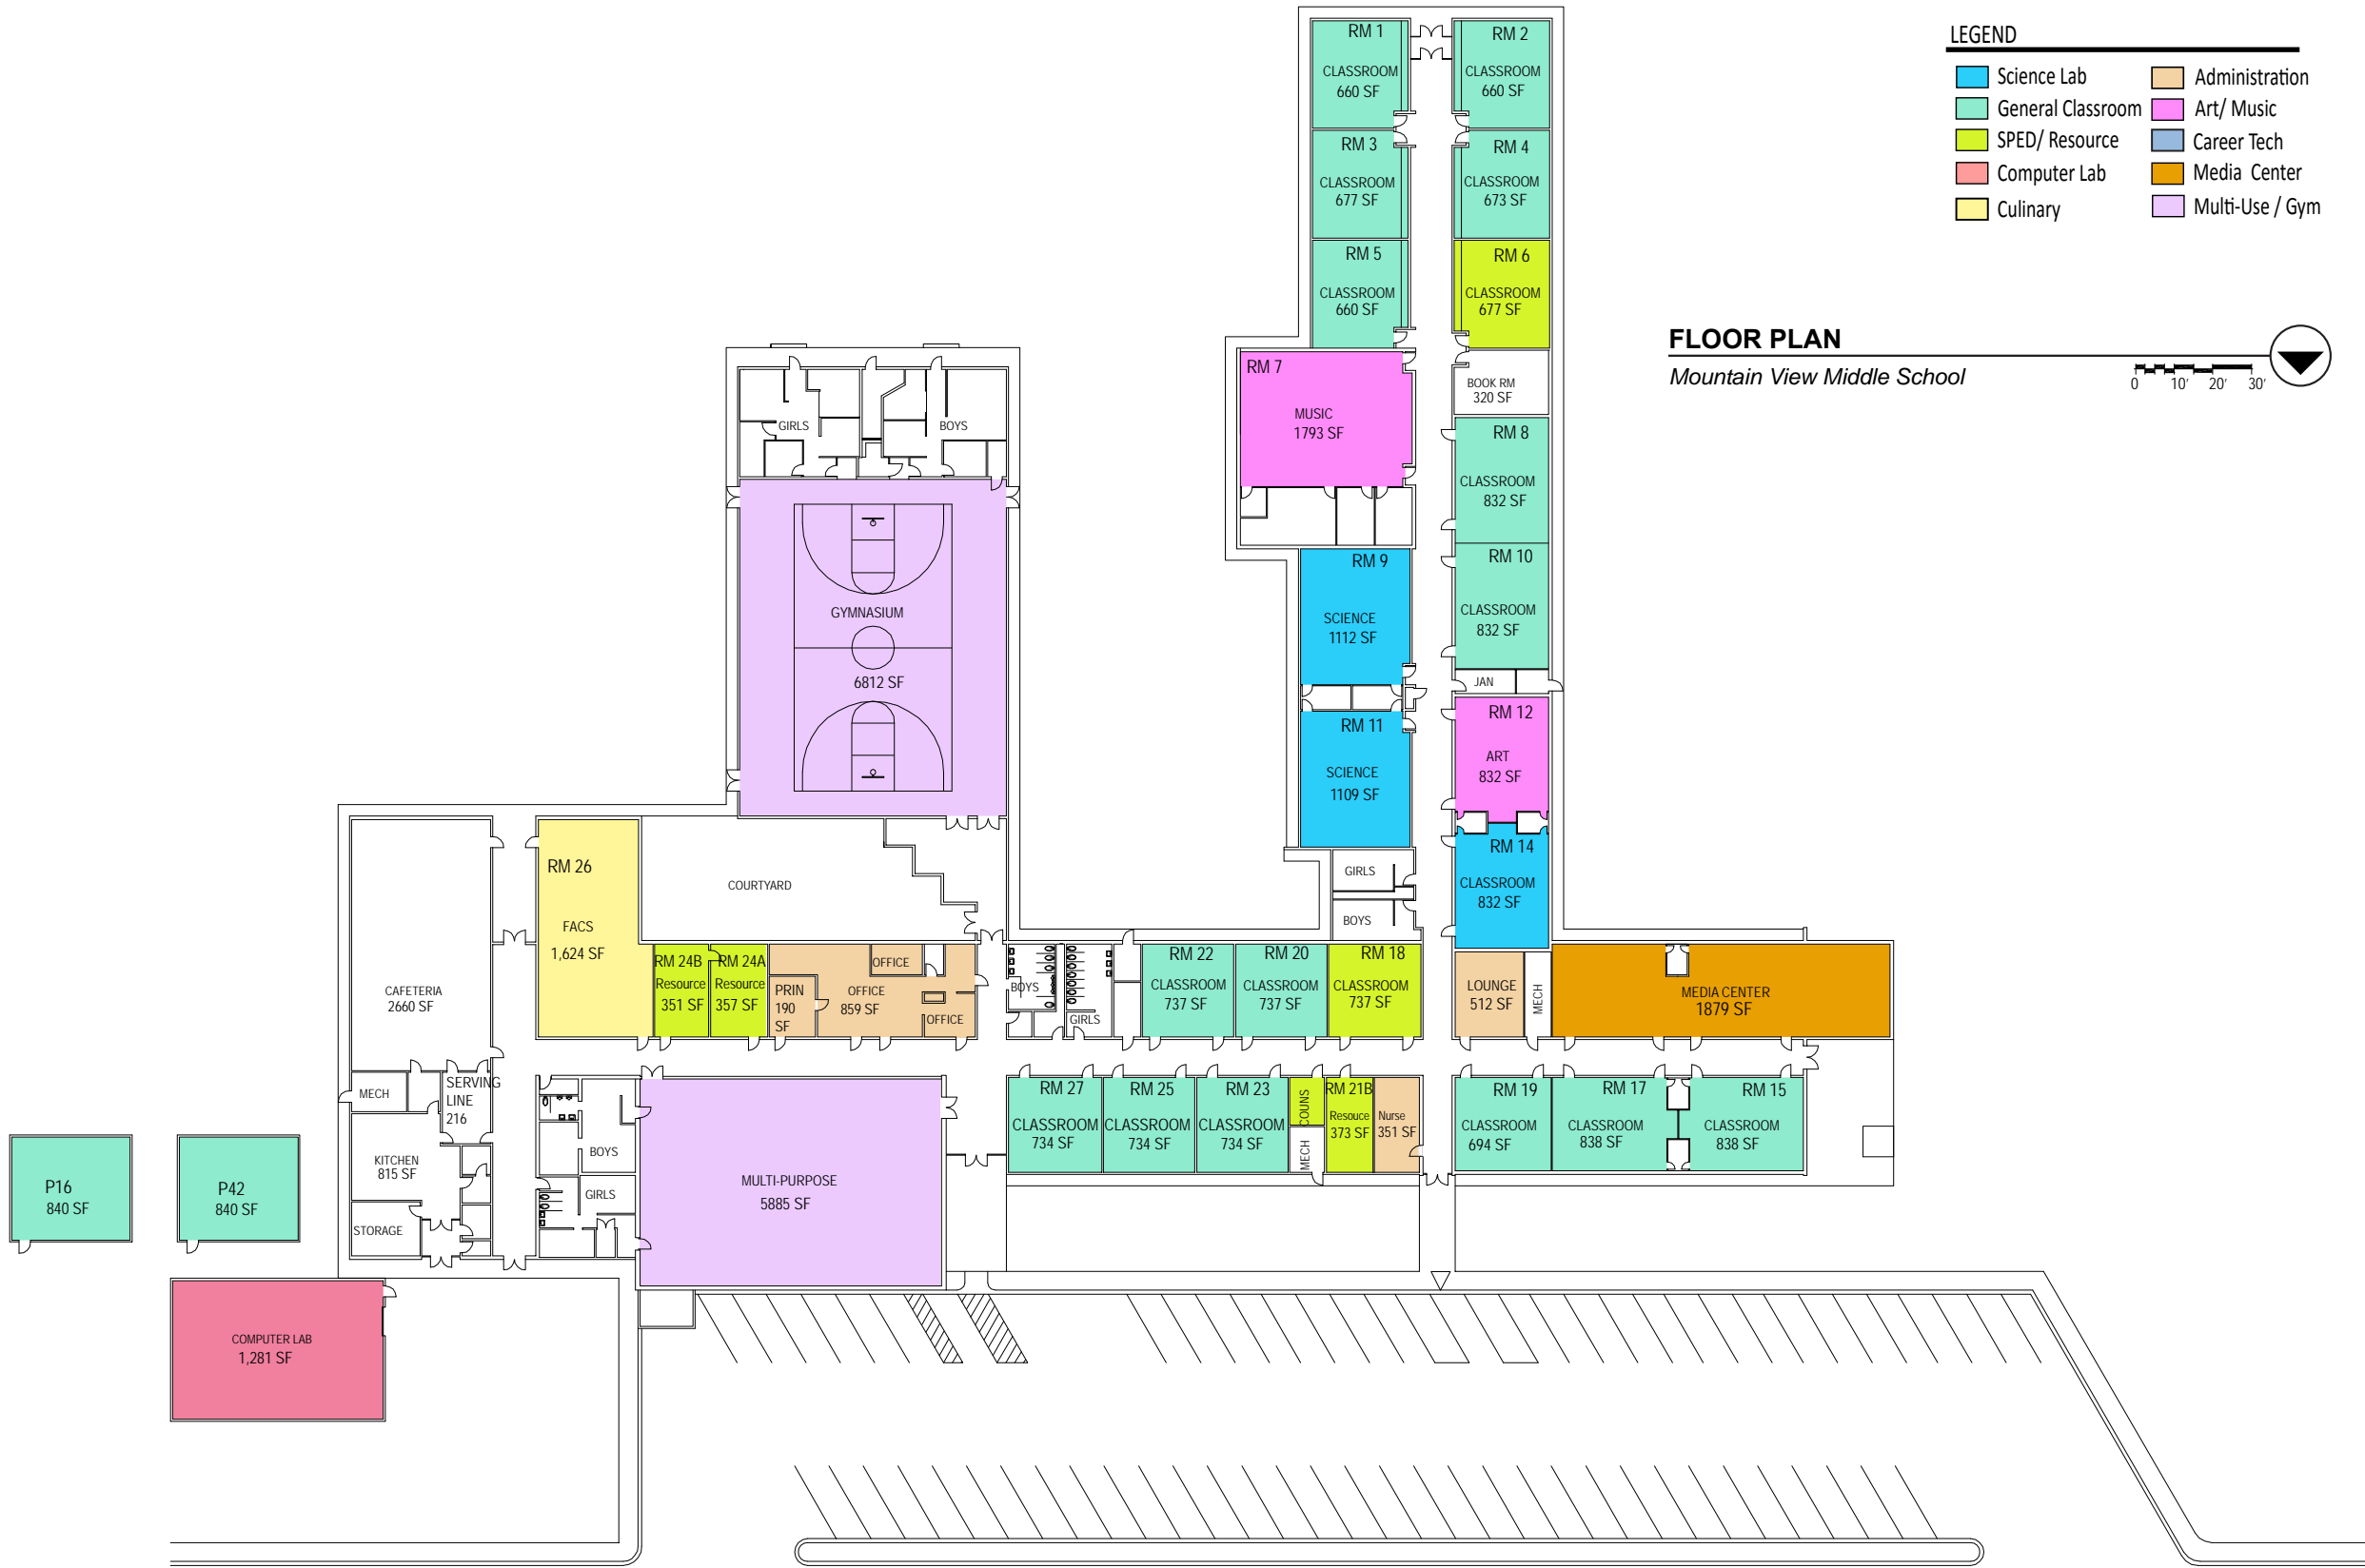 LEGEND
Science Lab
Administration
General Classroom
Art/ Music
SPED/ Resource
Career Tech
Computer Lab
Media Center
Culinary
Multi-Use / Gym
FLOOR PLAN
Mountain View Middle School
0 10' 20' 30'
RM 1
CLASSROOM
660 SF
RM 2
CLASSROOM
660 SF
RM 3
CLASSROOM
677 SF
RM 4
CLASSROOM
673 SF
RM 5
CLASSROOM
660 SF
RM 6
CLASSROOM
677 SF
RM 7
MUSIC
1793 SF
BOOK RM
320 SF
RM 8
CLASSROOM
832 SF
RM 9
SCIENCE
1112 SF
RM 10
CLASSROOM
832 SF
JAN
RM 11
SCIENCE
1109 SF
RM 12
ART
832 SF
RM 14
CLASSROOM
832 SF
GIRLS
BOYS
GIRLS
BOYS
GYMNASIUM
6812 SF
COURTYARD
RM 26
FACS
1,624 SF
CAFETERIA
2660 SF
RM 24B
Resource
351 SF
RM 24A
Resource
357 SF
PRIN
190
SF
OFFICE
OFFICE
859 SF
OFFICE
BOYS
GIRLS
RM 22
CLASSROOM
737 SF
RM 20
CLASSROOM
737 SF
RM 18
CLASSROOM
737 SF
LOUNGE
512 SF
MECH
MEDIA CENTER
1879 SF
MECH
SERVING
LINE
216
KITCHEN
815 SF
STORAGE
BOYS
GIRLS
MULTI-PURPOSE
5885 SF
RM 27
CLASSROOM
734 SF
RM 25
CLASSROOM
734 SF
RM 23
CLASSROOM
734 SF
COUNS
MECH
RM 21B
Resouce
373 SF
Nurse
351 SF
RM 19
CLASSROOM
694 SF
RM 17
CLASSROOM
838 SF
RM 15
CLASSROOM
838 SF
P16
840 SF
P42
840 SF
COMPUTER LAB
1,281 SF